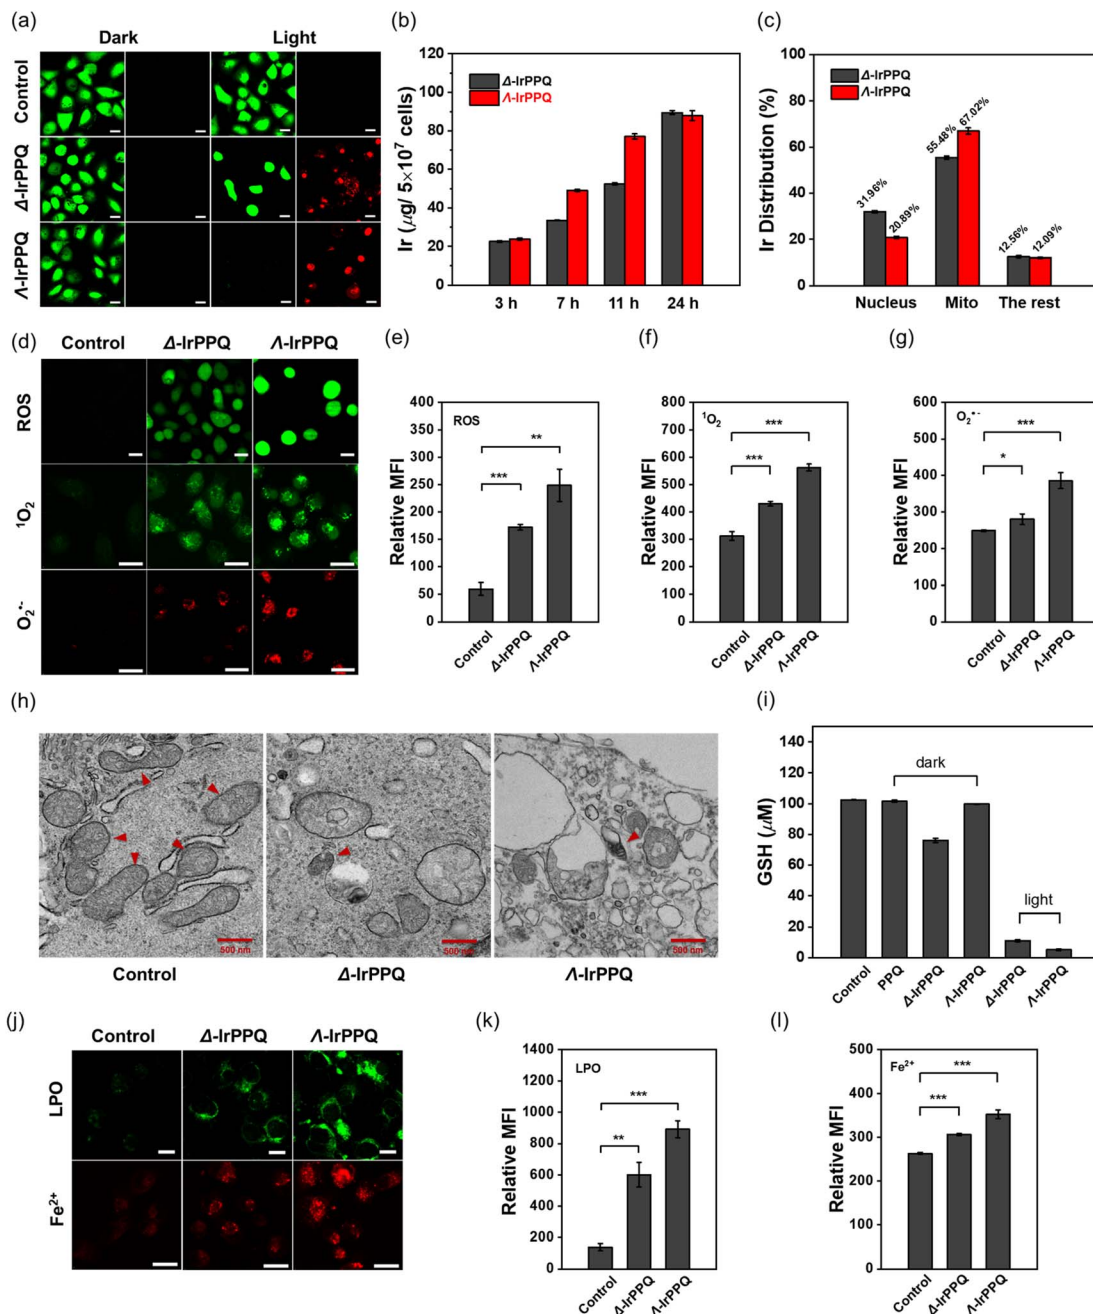 (a)
Dark Light
Control
Δ-IrPPQ
Λ-IrPPQ
(b)
Ir (μg/ 5×10⁷ cells)
120
100
80
60
40
20
0
Δ-IrPPQ
Λ-IrPPQ
3 h 7 h 11 h 24 h
(c)
Ir Distribution (%)
100
80
60
40
20
0
Δ-IrPPQ
Λ-IrPPQ
31.96%
20.89%
55.48%
67.02%
12.56%
12.09%
Nucleus Mito The rest
(d)
Control Δ-IrPPQ Λ-IrPPQ
ROS
¹O₂
O₂•⁻
(e)
Relative MFI
400
350
300
250
200
150
100
50
0
ROS
**
***
Control Δ-IrPPQ Λ-IrPPQ
(f)
Relative MFI
1000
900
800
700
600
500
400
300
200
100
0
¹O₂
***
***
Control Δ-IrPPQ Λ-IrPPQ
(g)
Relative MFI
600
500
400
300
200
100
0
O₂•⁻
***
*
Control Δ-IrPPQ Λ-IrPPQ
(h)
500 nm
500 nm
500 nm
Control Δ-IrPPQ Λ-IrPPQ
(i)
GSH (μM)
140
120
100
80
60
40
20
0
dark
light
Control PPQ Δ-IrPPQ Λ-IrPPQ Δ-IrPPQ Λ-IrPPQ
(j)
Control Δ-IrPPQ Λ-IrPPQ
LPO
Fe²⁺
(k)
Relative MFI
1400
1200
1000
800
600
400
200
0
LPO
***
**
Control Δ-IrPPQ Λ-IrPPQ
(l)
Relative MFI
500
400
300
200
100
0
Fe²⁺
***
***
Control Δ-IrPPQ Λ-IrPPQ